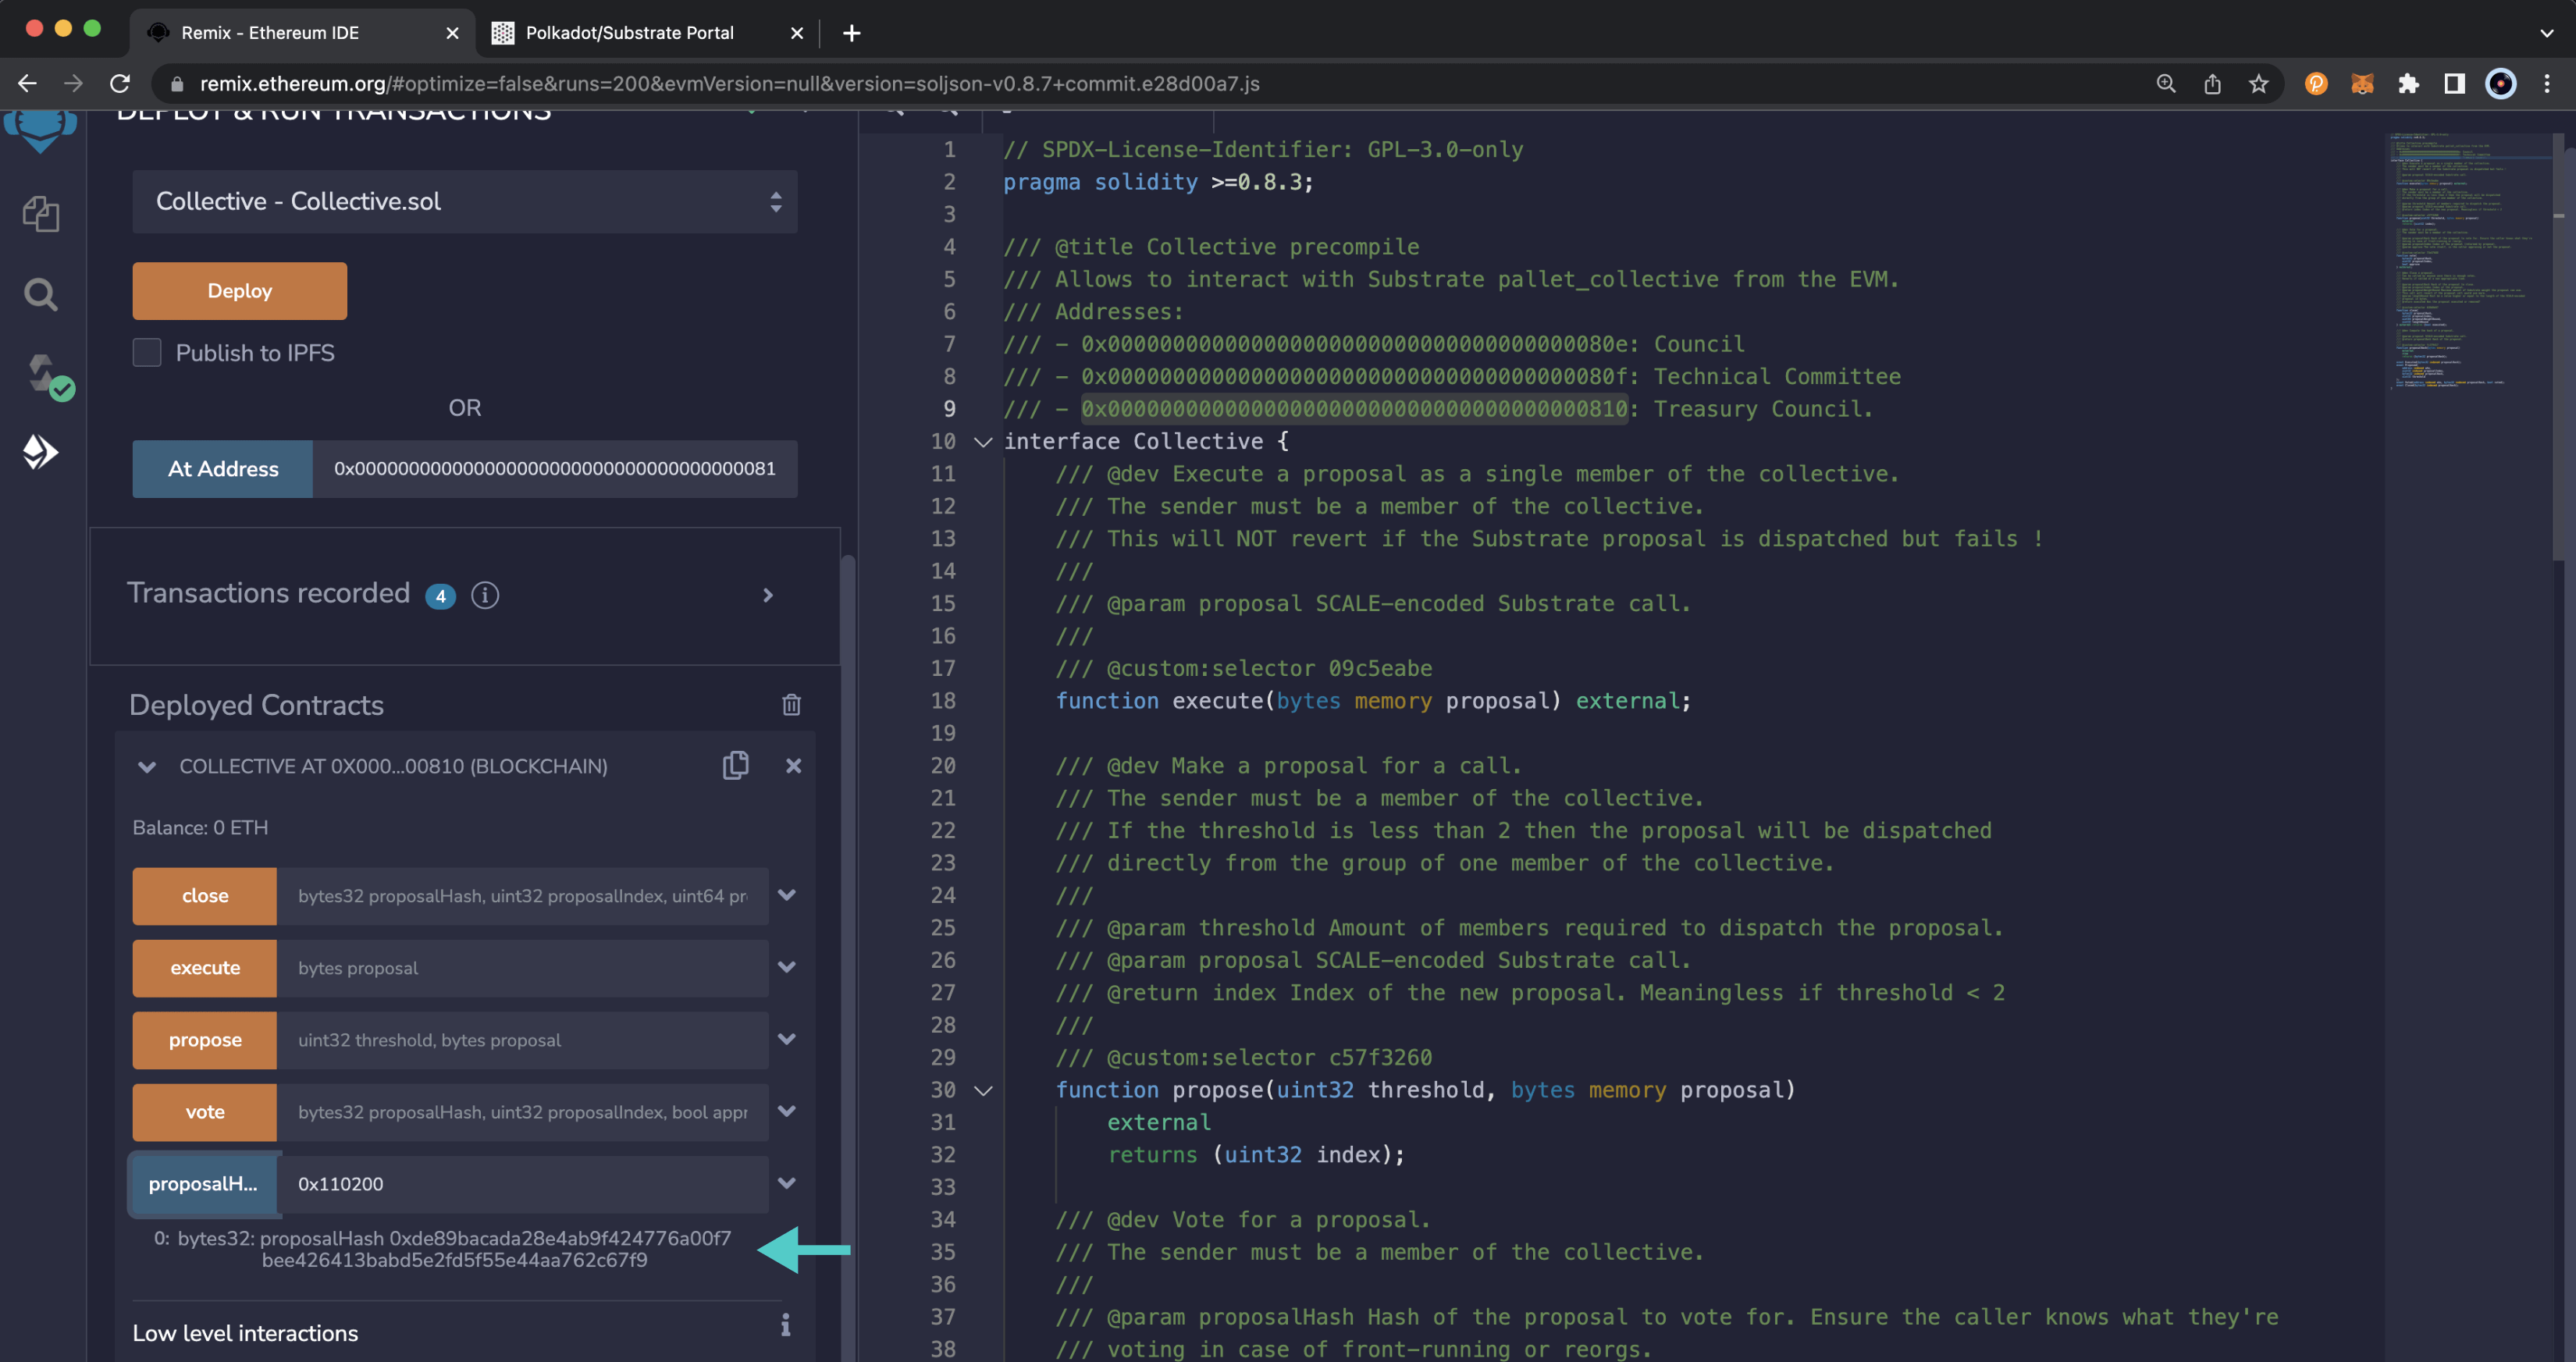 Remix - Ethereum IDE
Polkadot/Substrate Portal
remix.ethereum.org/#optimize=false&runs=200&evmVersion=null&version=soljson-v0.8.7+commit.e28d00a7.js
DEPLOY & RUN TRANSACTIONS
Collective - Collective.sol
Deploy
Publish to IPFS
OR
At Address 0x000000000000000000000000000000000000081
Transactions recorded 4
Deployed Contracts
COLLECTIVE AT 0X000...00810 (BLOCKCHAIN)
Balance: 0 ETH
close bytes32 proposalHash, uint32 proposalIndex, uint64 pr
execute bytes proposal
propose uint32 threshold, bytes proposal
vote bytes32 proposalHash, uint32 proposalIndex, bool appr
proposalH... 0x110200
0: bytes32: proposalHash 0xde89bacada28e4ab9f424776a00f7
bee426413babd5e2fd5f55e44aa762c67f9
Low level interactions
1 // SPDX-License-Identifier: GPL-3.0-only
2 pragma solidity >=0.8.3;
3
4 /// @title Collective precompile
5 /// Allows to interact with Substrate pallet_collective from the EVM.
6 /// Addresses:
7 /// - 0x000000000000000000000000000000000000080e: Council
8 /// - 0x000000000000000000000000000000000000080f: Technical Committee
9 /// - 0x0000000000000000000000000000000000000810: Treasury Council.
10 interface Collective {
11 /// @dev Execute a proposal as a single member of the collective.
12 /// The sender must be a member of the collective.
13 /// This will NOT revert if the Substrate proposal is dispatched but fails !
14 ///
15 /// @param proposal SCALE-encoded Substrate call.
16 ///
17 /// @custom:selector 09c5eabe
18 function execute(bytes memory proposal) external;
19
20 /// @dev Make a proposal for a call.
21 /// The sender must be a member of the collective.
22 /// If the threshold is less than 2 then the proposal will be dispatched
23 /// directly from the group of one member of the collective.
24 ///
25 /// @param threshold Amount of members required to dispatch the proposal.
26 /// @param proposal SCALE-encoded Substrate call.
27 /// @return index Index of the new proposal. Meaningless if threshold < 2
28 ///
29 /// @custom:selector c57f3260
30 function propose(uint32 threshold, bytes memory proposal)
31 external
32 returns (uint32 index);
33
34 /// @dev Vote for a proposal.
35 /// The sender must be a member of the collective.
36 ///
37 /// @param proposalHash Hash of the proposal to vote for. Ensure the caller knows what they're
38 /// voting in case of front-running or reorgs.